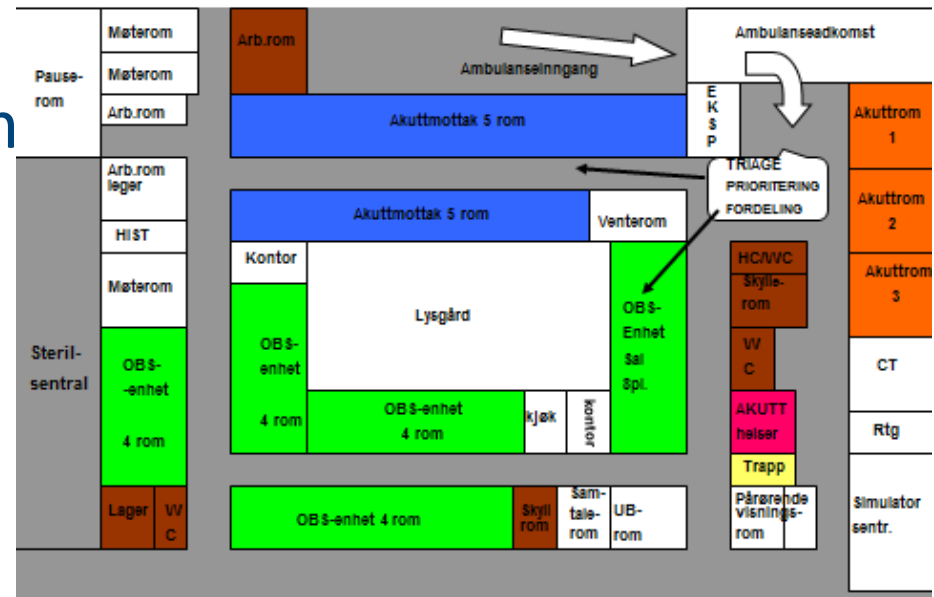 Møterom
Møterom
Arb.rom
Pause-
rom
Arb.rom
Ambulanseinngang
Ambulanseadkomst
Akuttmottak 5 rom
E
K
S
P
Akuttrom
1
TRIAGE
PRIORITERING
FORDELING
Akuttrom
2
Akuttrom
3
Arb.rom
leger
HIST
Møterom
Akuttmottak 5 rom
Venterom
Kontor
Lysgård
OBS-
enhet
4 rom
OBS-enhet
4 rom
kjøk
kontor
OBS-
Enhet
Sal
Spl.
HC/WC
Skylle-
rom
W
C
AKUTT
heiser
Trapp
CT
Rtg
Steril-
sentral
OBS-
-enhet
4 rom
Lager
W
C
OBS-enhet 4 rom
Skyll
rom
Sam-
tale-
rom
UB-
rom
Pårørende
visnings-
rom
Simulator
sentr.